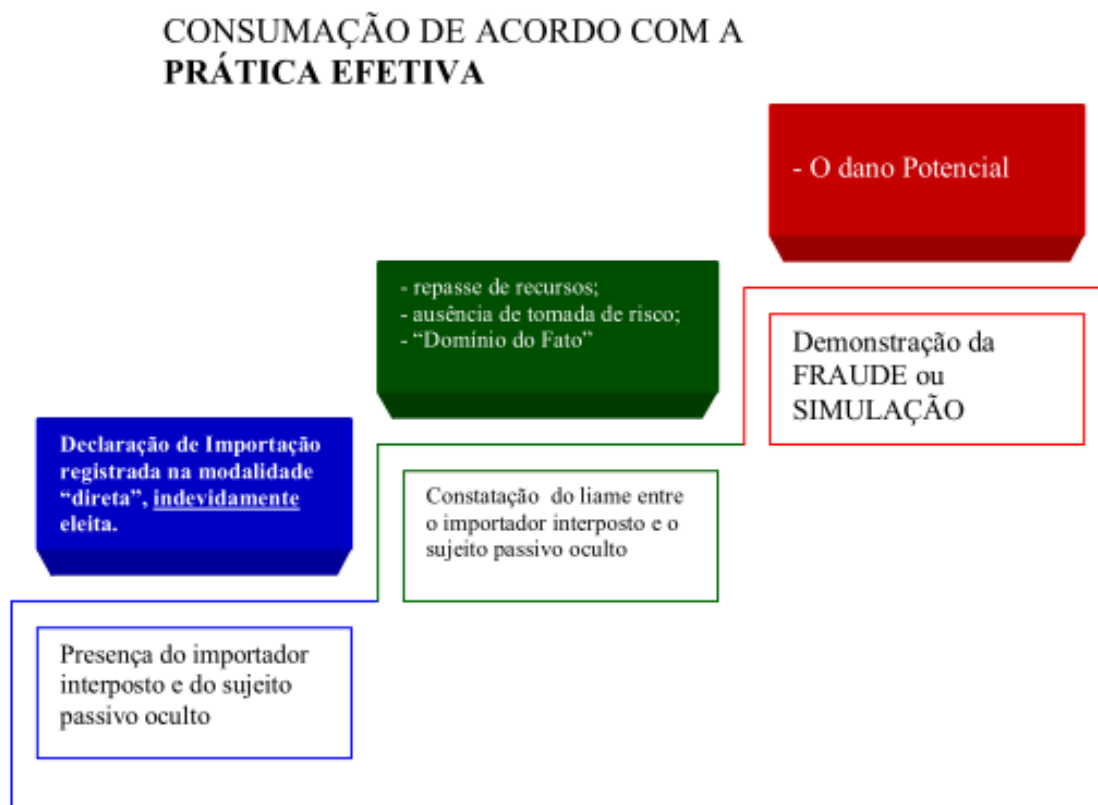 CONSUMAÇÃO DE ACORDO COM A
PRÁTICA EFETIVA
Declaração de Importação
registrada na modalidade
“direta”, indevidamente
eleita.
Presença do importador
interposto e do sujeito
passivo oculto
- repasse de recursos;
- ausência de tomada de risco;
- “Domínio do Fato”
Constatação do liame entre
o importador interposto e o
sujeito passivo oculto
- O dano Potencial
Demonstração da
FRAUDE ou
SIMULAÇÃO